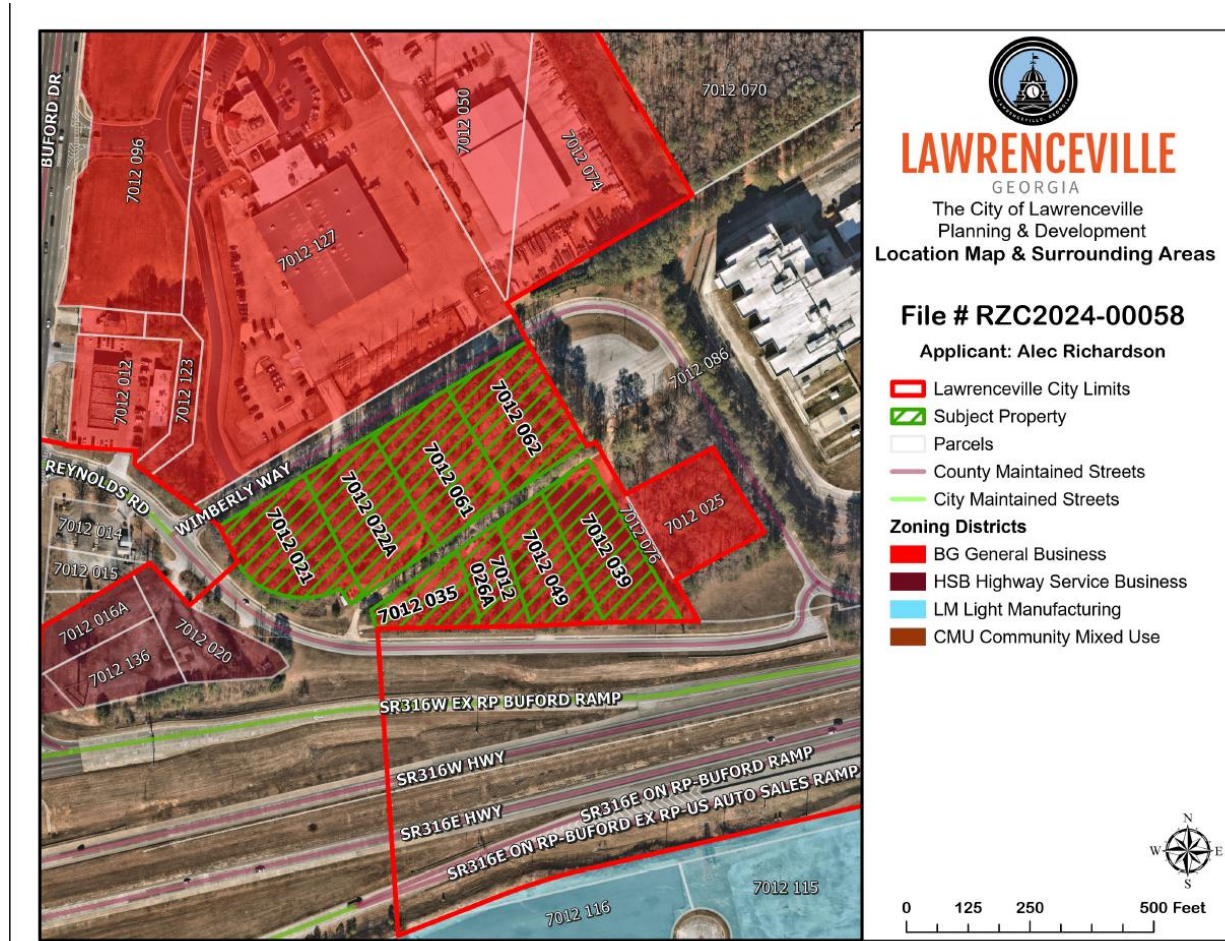 BUFORD DR
7012 096
7012 050
7012 070
7012 074
7012 127
7012 012
7012 123
7012 086
REYNOLDS RD
WIMBERLY WAY
7012 014
7012 015
7012 016A
7012 136
7012 020
7012 021
7012 022A
7012 061
7012 062
7012 035
7012
026A
7012 049
7012 039
7012 076
7012 025
SR316W EX RP BUFORD RAMP
SR316W HWY
SR316E HWY
SR316E ON RP-BUFORD RAMP
SR316E ON RP-BUFORD EX RP-US AUTO SALES RAMP
7012 116
7012 115
LAWRENCEVILLE
GEORGIA
The City of Lawrenceville
Planning & Development
Location Map & Surrounding Areas
File # RZC2024-00058
Applicant: Alec Richardson
Lawrenceville City Limits
Subject Property
Parcels
County Maintained Streets
City Maintained Streets
Zoning Districts
BG General Business
HSB Highway Service Business
LM Light Manufacturing
CMU Community Mixed Use
N
W E
S
0 125 250 500 Feet